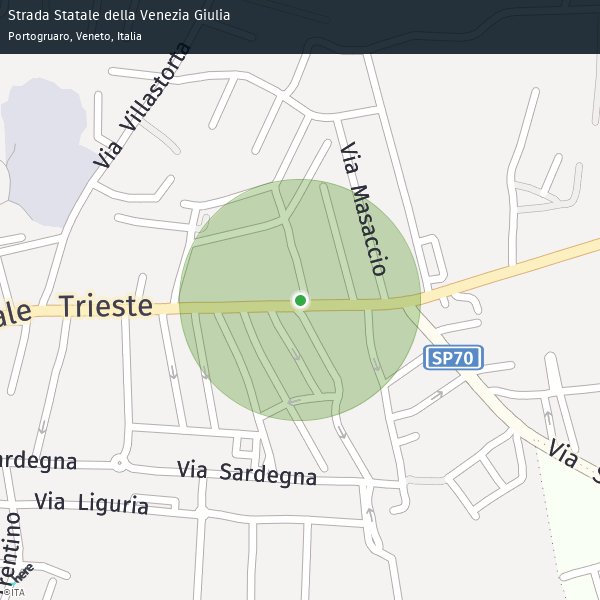 Strada Statale della Venezia Giulia
Portogruaro, Veneto, Italia
Via Villastorta
Via Masaccio
ale Trieste
SP70
ardegna
Via Sardegna
Via S
Via Liguria
rentino
here
©ITA